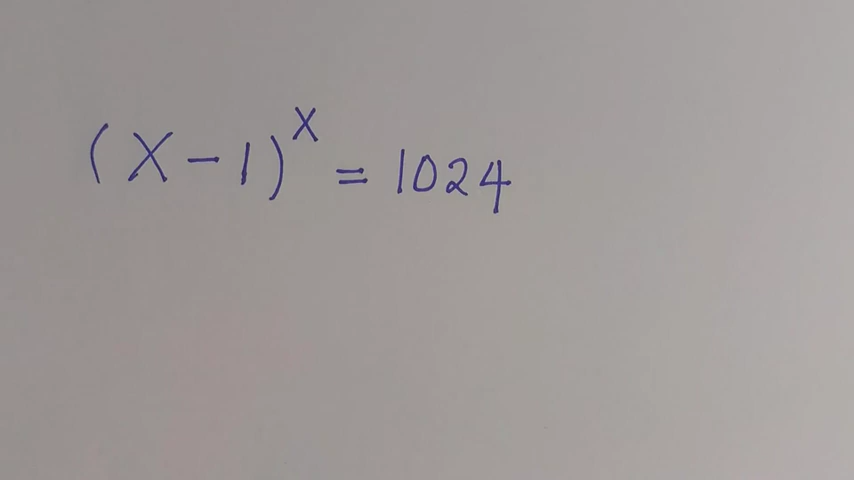 (X-1)^X = 1024